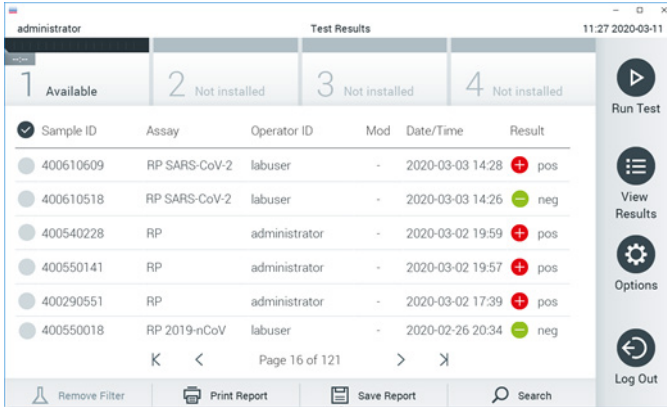 administrator Test Results 11:27 2020-03-11
--:--
1 Available 2 Not installed 3 Not installed 4 Not installed
Run Test
Sample ID Assay Operator ID Mod Date/Time Result
400610609 RP SARS-CoV-2 labuser - 2020-03-03 14:28 pos
400610518 RP SARS-CoV-2 labuser - 2020-03-03 14:26 neg
View
Results
400540228 RP administrator - 2020-03-02 19:59 pos
400550141 RP administrator - 2020-03-02 19:57 pos
Options
400290551 RP administrator - 2020-03-02 17:39 pos
400550018 RP 2019-nCoV labuser - 2020-02-26 20:34 neg
Page 16 of 121
Log Out
Remove Filter Print Report Save Report Search